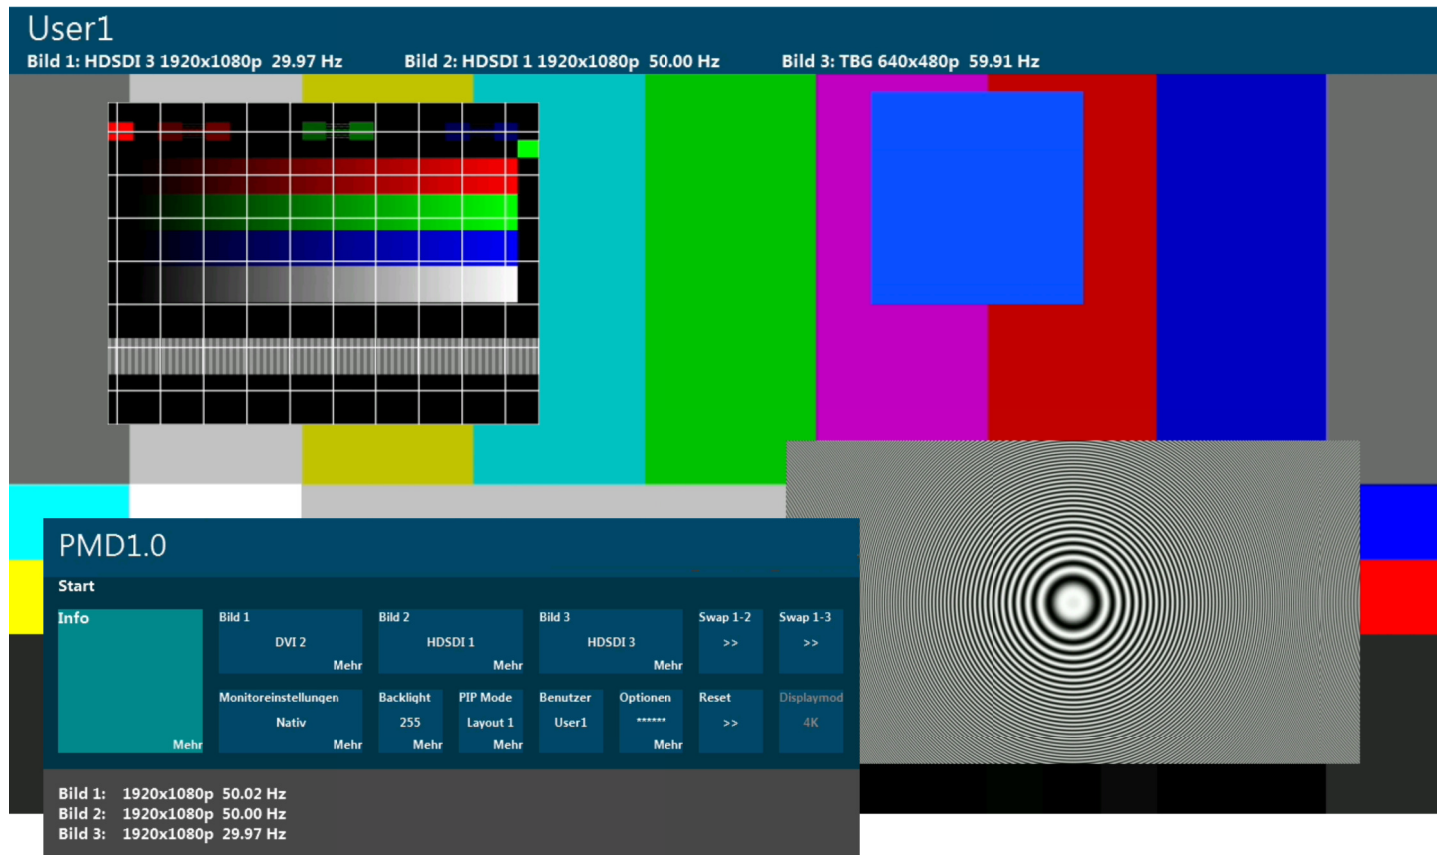 User1
Bild 1: HDSDI 3 1920x1080p 29.97 Hz Bild 2: HDSDI 1 1920x1080p 50.00 Hz Bild 3: TBG 640x480p 59.91 Hz
PMD1.0
Start
Info
Mehr
Bild 1
DVI 2
Mehr
Bild 2
HDSDI 1
Mehr
Bild 3
HDSDI 3
Mehr
Swap 1-2
>>
Swap 1-3
>>
Monitoreinstellungen
Nativ
Mehr
Backlight
255
Mehr
PIP Mode
Layout 1
Mehr
Benutzer
User1
Optionen
******
Mehr
Reset
>>
Displaymod
4K
Bild 1: 1920x1080p 50.02 Hz
Bild 2: 1920x1080p 50.00 Hz
Bild 3: 1920x1080p 29.97 Hz